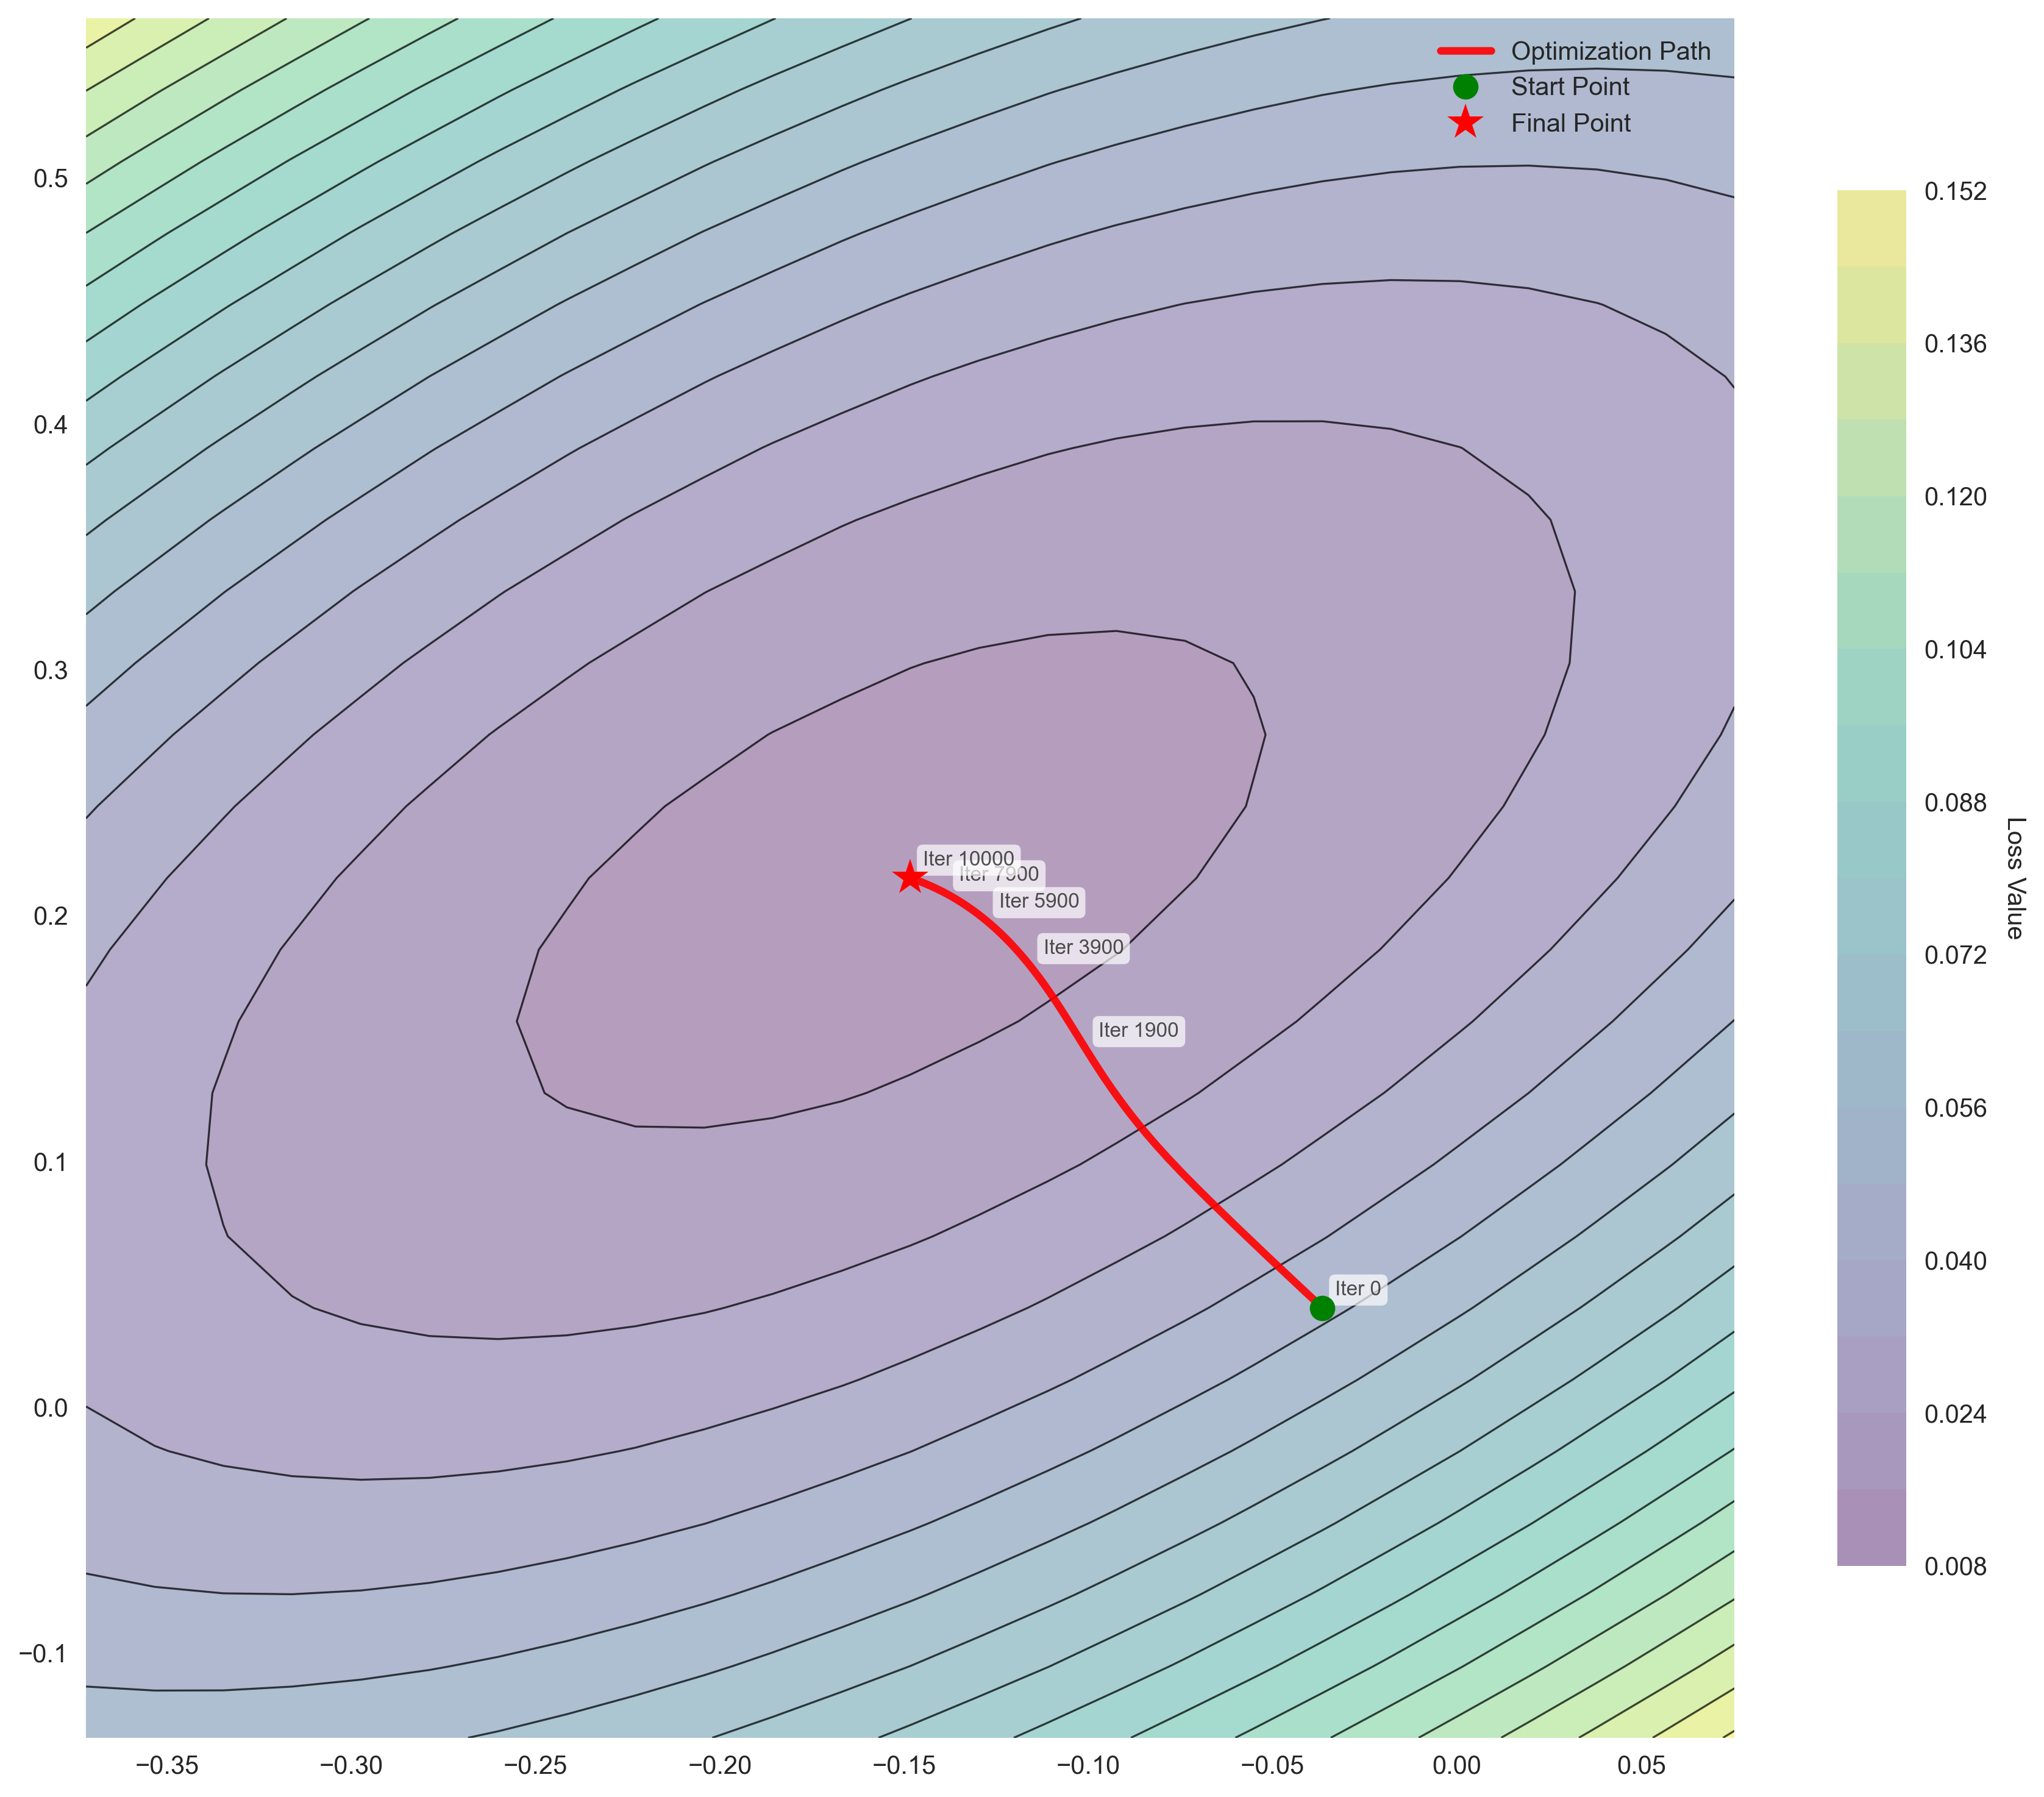 Optimization Path
Start Point
Final Point
0.5
0.4
0.3
0.2
0.1
0.0
−0.1
−0.35
−0.30
−0.25
−0.20
−0.15
−0.10
−0.05
0.00
0.05
Iter 10000
Iter 7900
Iter 5900
Iter 3900
Iter 1900
Iter 0
0.152
0.136
0.120
0.104
0.088
0.072
0.056
0.040
0.024
0.008
Loss Value